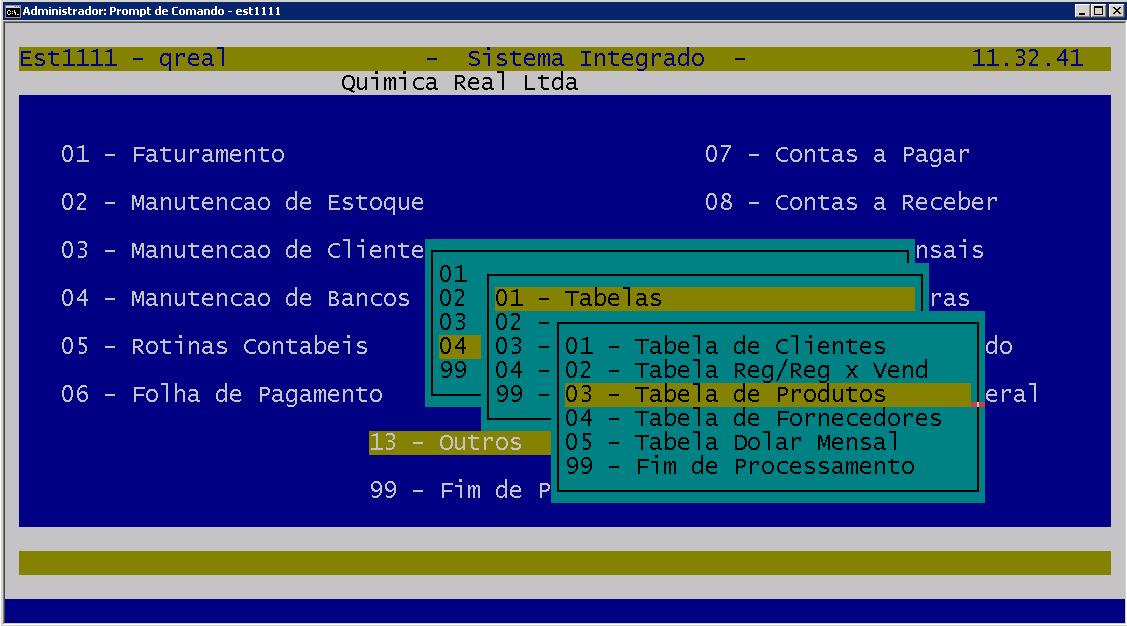 Administrador: Prompt de Comando - est1111
Est1111 - qreal - Sistema Integrado - 11.32.41
Quimica Real Ltda
01 - Faturamento
02 - Manutencao de Estoque
03 - Manutencao de Cliente
04 - Manutencao de Bancos
05 - Rotinas Contabeis
06 - Folha de Pagamento
07 - Contas a Pagar
08 - Contas a Receber
nsais
ras
do
eral
13 - Outros
99 - Fim de P
01
02
03
04
99
01 - Tabelas
02 -
03 -
04 -
99 -
01 - Tabela de Clientes
02 - Tabela Reg/Reg x Vend
03 - Tabela de Produtos
04 - Tabela de Fornecedores
05 - Tabela Dolar Mensal
99 - Fim de Processamento